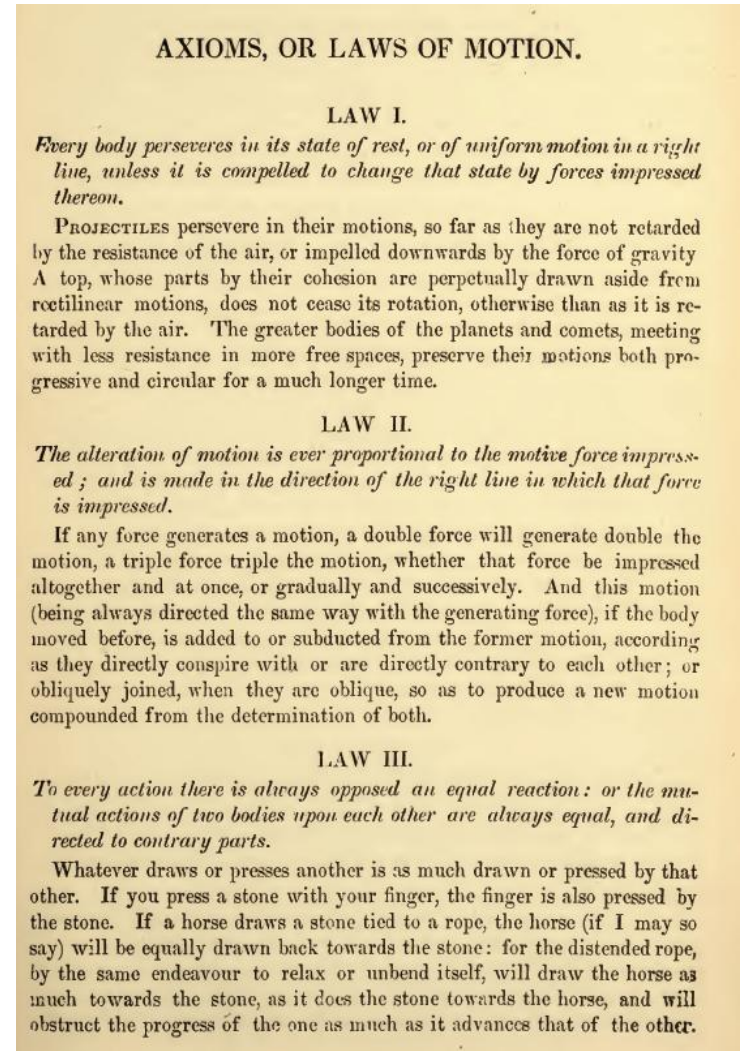 AXIOMS, OR LAWS OF MOTION.
LAW I.
Every body perseveres in its state of rest, or of uniform motion in a right
line, unless it is compelled to change that state by forces impressed
thereon.
PROJECTILES persevere in their motions, so far as they are not retarded
by the resistance of the air, or impelled downwards by the force of gravity
A top, whose parts by their cohesion are perpetually drawn aside from
rectilinear motions, does not cease its rotation, otherwise than as it is re-
tarded by the air. The greater bodies of the planets and comets, meeting
with less resistance in more free spaces, preserve their motions both pro-
gressive and circular for a much longer time.
LAW II.
The alteration of motion is ever proportional to the motive force impress-
ed ; and is made in the direction of the right line in which that force
is impressed.
If any force generates a motion, a double force will generate double the
motion, a triple force triple the motion, whether that force be impressed
altogether and at once, or gradually and successively. And this motion
(being always directed the same way with the generating force), if the body
moved before, is added to or subducted from the former motion, according
as they directly conspire with or are directly contrary to each other; or
obliquely joined, when they are oblique, so as to produce a new motion
compounded from the determination of both.
LAW III.
To every action there is always opposed an equal reaction: or the mu-
tual actions of two bodies upon each other are always equal, and di-
rected to contrary parts.
Whatever draws or presses another is as much drawn or pressed by that
other. If you press a stone with your finger, the finger is also pressed by
the stone. If a horse draws a stone tied to a rope, the horse (if I may so
say) will be equally drawn back towards the stone: for the distended rope,
by the same endeavour to relax or unbend itself, will draw the horse as
much towards the stone, as it does the stone towards the horse, and will
obstruct the progress of the one as much as it advances that of the other.